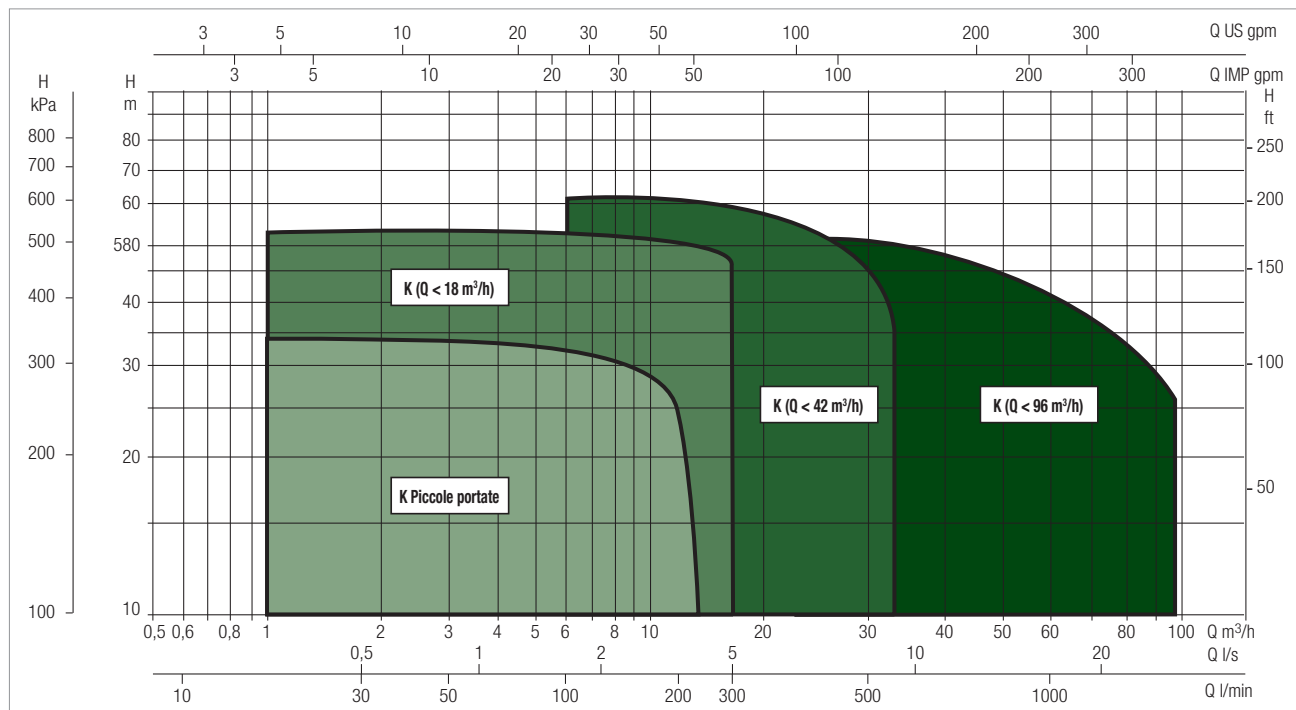 3 5 10 20 30 50 100 200 300 Q US gpm
3 5 10 20 30 50 100 200 300 Q IMP gpm
H kPa
H m
H ft
800
700
600
500
400
300
200
100
80
70
60
580
40
30
20
10
250
200
150
100
50
K (Q < 18 m³/h)
K (Q < 42 m³/h)
K (Q < 96 m³/h)
K Piccole portate
0,5 0,6 0,8 1 2 3 4 5 6 8 10 20 30 40 50 60 80 100 Q m³/h
0,5 1 2 5 10 20 Q l/s
10 30 50 100 200 300 500 1000 Q l/min